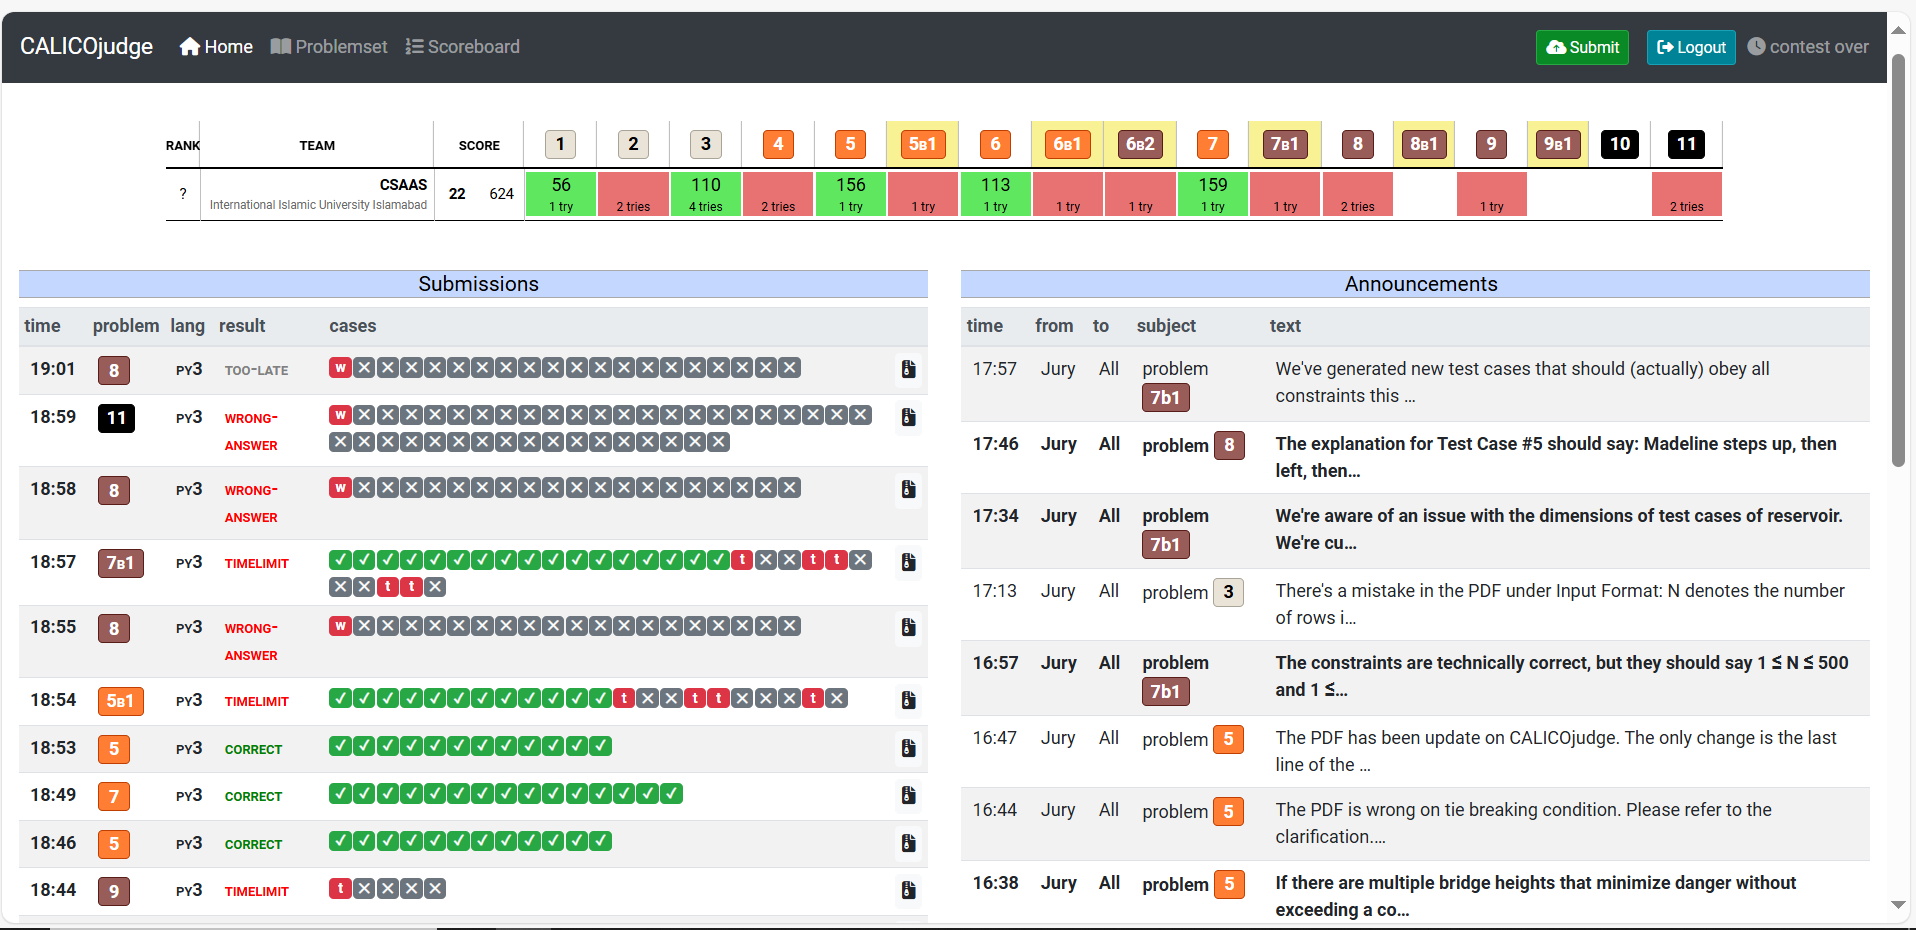 CALICOjudge Home Problemset Scoreboard Submit Logout contest over
RANK TEAM SCORE 1 2 3 4 5 5B1 6 6B1 6B2 7 7B1 8 8B1 9 9B1 10 11
? CSAAS 22 624 56 110 156 113 159
International Islamic University Islamabad 1 try 2 tries 4 tries 2 tries 1 try 1 try 1 try 1 try 1 try 1 try 1 try 2 tries 1 try 2 tries
Submissions
time problem lang result cases
19:01 8 PY3 TOO-LATE w
18:59 11 PY3 WRONG-
ANSWER w
18:58 8 PY3 WRONG-
ANSWER w
18:57 7B1 PY3 TIMELIMIT t t t
t t
18:55 8 PY3 WRONG-
ANSWER w
18:54 5B1 PY3 TIMELIMIT t t t t
18:53 5 PY3 CORRECT
18:49 7 PY3 CORRECT
18:46 5 PY3 CORRECT
18:44 9 PY3 TIMELIMIT t
Announcements
time from to subject text
17:57 Jury All problem 7b1 We've generated new test cases that should (actually) obey all
constraints this ...
17:46 Jury All problem 8 The explanation for Test Case #5 should say: Madeline steps up, then
left, then...
17:34 Jury All problem 7b1 We're aware of an issue with the dimensions of test cases of reservoir.
We're cu...
17:13 Jury All problem 3 There's a mistake in the PDF under Input Format: N denotes the number
of rows i...
16:57 Jury All problem 7b1 The constraints are technically correct, but they should say 1 ≤ N ≤ 500
and 1 ≤...
16:47 Jury All problem 5 The PDF has been update on CALICOjudge. The only change is the last
line of the ...
16:44 Jury All problem 5 The PDF is wrong on tie breaking condition. Please refer to the
clarification....
16:38 Jury All problem 5 If there are multiple bridge heights that minimize danger without
exceeding a co...